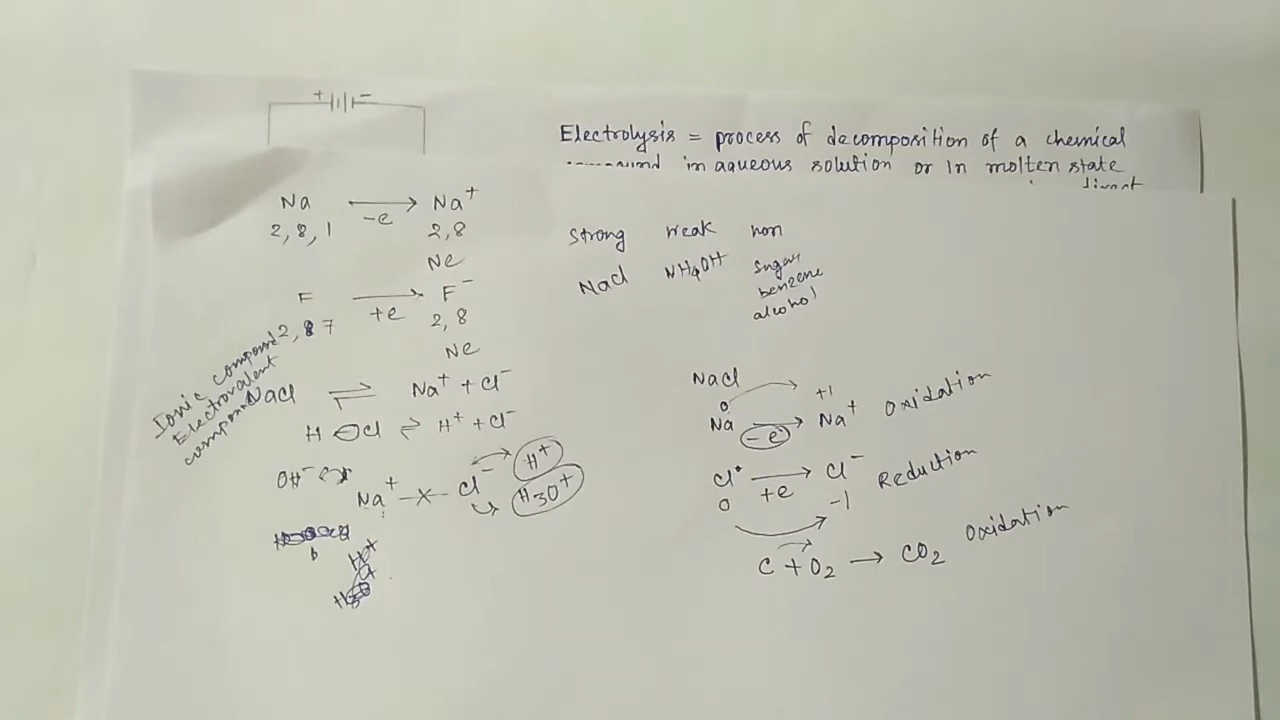 + −
Electrolysis = process of decomposition of a chemical
in aqueous solution or in molten state
direct
Na ⟷ Na⁺
−e
2, 8, 1 2, 8
Ne
F ⟶ F⁻
+e
2, 7 2, 8
Ne
Ionic compound
Electrovalent
compound
NaCl ⇌ Na⁺ + Cl⁻
H Cl ⇌ H⁺ + Cl⁻
OH⁻
Na⁺ —×— Cl⁻ H⁺
H₃O⁺
H⁺
Strong weak non
NaCl NH₄OH sugar
benzene
alcohol
NaCl
0 +1
Na ⟶ Na⁺ Oxidation
−e
Cl• ⟶ Cl⁻ Reduction
+e
0 −1
C + O₂ ⟶ CO₂ Oxidation